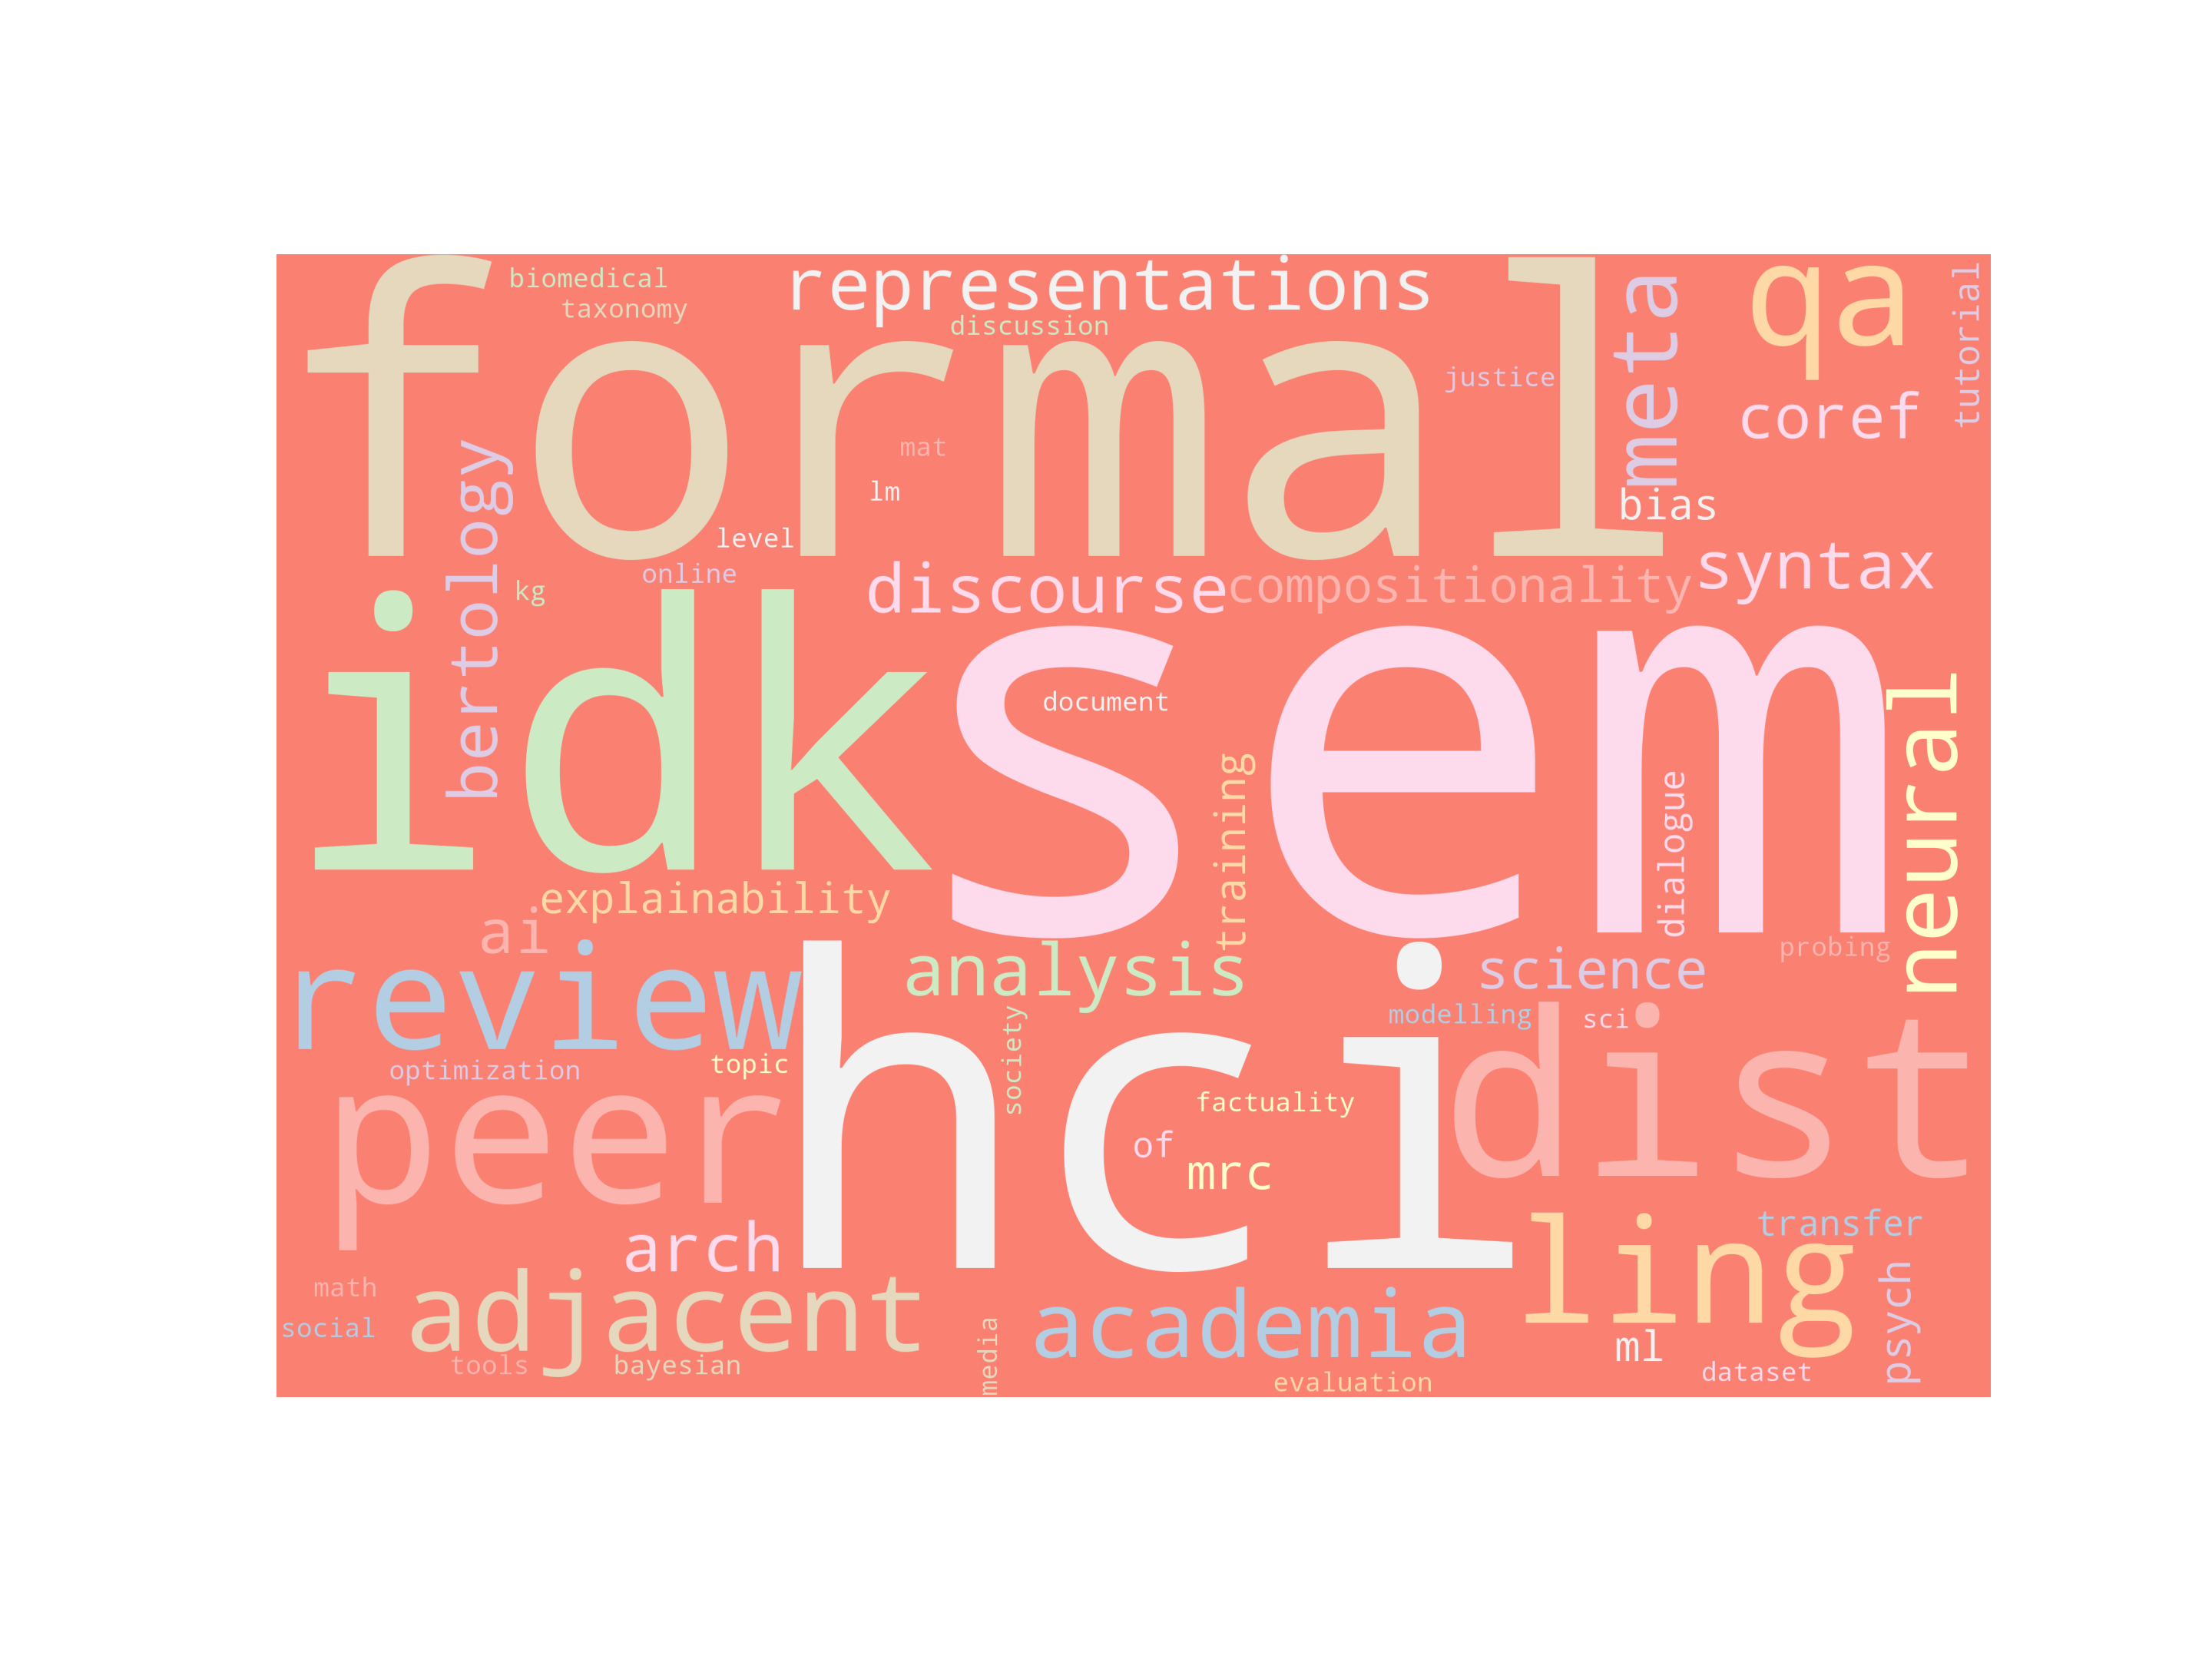 biomedical
representations
taxonomy
discussion
formal
justice
meta
qa
tutorial
coref
mat
lm
bias
level
online
bertology
kg
discourse
compositionality
syntax
idk
sem
document
neural
training
dialogue
explainability
ai
review
analysis
science
probing
hci
modelling
sci
dist
optimization
topic
society
peer
factuality
of
mrc
arch
ling
transfer
math
adjacent
academia
psych
social
ml
tools
bayesian
media
evaluation
dataset